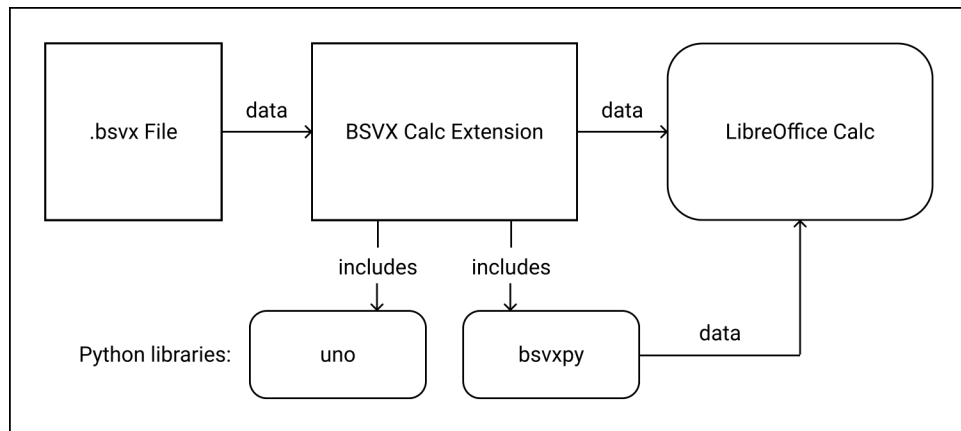 .bsvx File
data
BSVX Calc Extension
data
LibreOffice Calc
includes
includes
Python libraries:
uno
bsvxpy
data